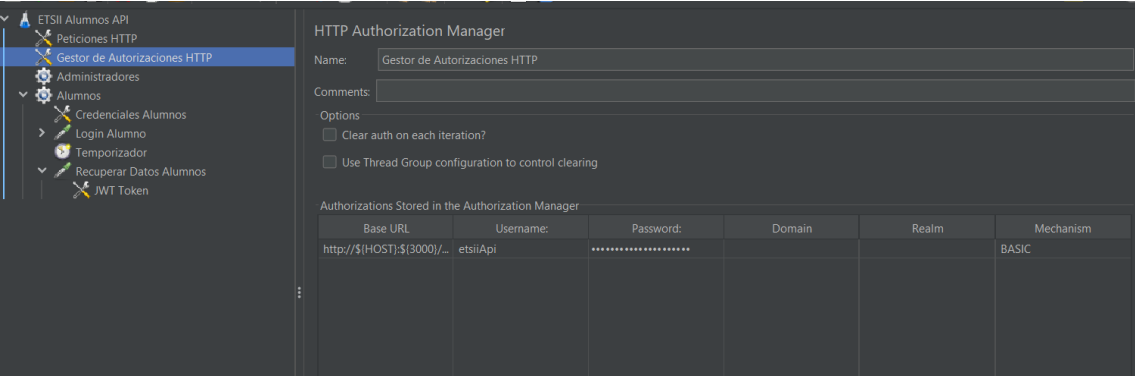 ETSII Alumnos API
Peticiones HTTP
Gestor de Autorizaciones HTTP
Administradores
Alumnos
Credenciales Alumnos
Login Alumno
Temporizador
Recuperar Datos Alumnos
JWT Token
HTTP Authorization Manager
Name: Gestor de Autorizaciones HTTP
Comments:
Options
Clear auth on each iteration?
Use Thread Group configuration to control clearing
Authorizations Stored in the Authorization Manager
Base URL Username: Password: Domain Realm Mechanism
http://${HOST}:${3000}/... etsiiApi ••••••••••••••••••••• BASIC